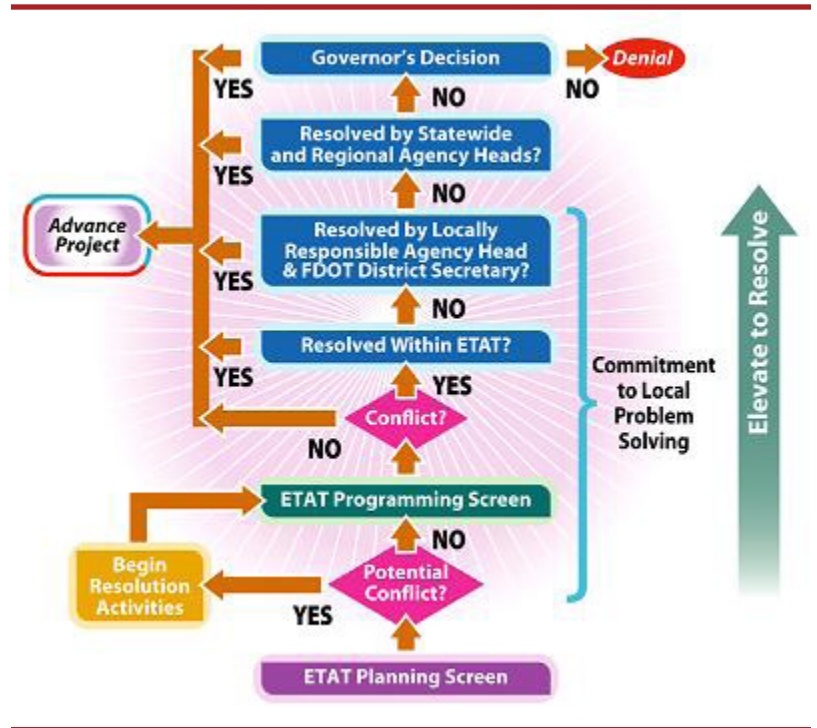 Governor's Decision
Denial
YES
NO
NO
Resolved by Statewide
and Regional Agency Heads?
YES
NO
Advance
Project
Resolved by Locally
Responsible Agency Head
& FDOT District Secretary?
YES
NO
Resolved Within ETAT?
YES
YES
Conflict?
NO
Commitment
to Local
Problem
Solving
Elevate to Resolve
ETAT Programming Screen
NO
Begin
Resolution
Activities
Potential
Conflict?
YES
ETAT Planning Screen